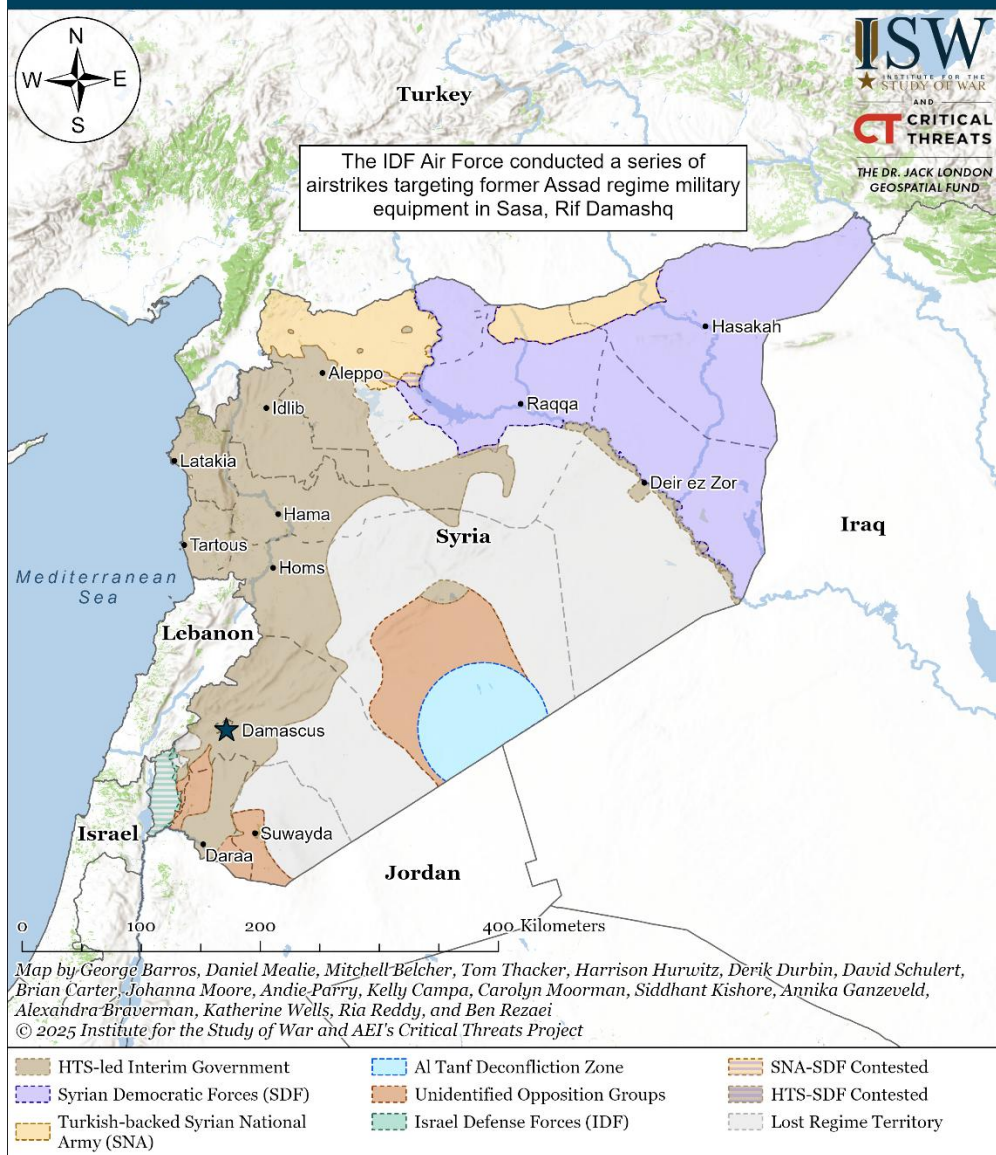 N
W
E
S
ISW
INSTITUTE FOR THE
STUDY OF WAR
AND
CT CRITICAL
THREATS
THE DR. JACK LONDON
GEOSPATIAL FUND
Turkey
The IDF Air Force conducted a series of
airstrikes targeting former Assad regime military
equipment in Sasa, Rif Damashq
Hasakah
Aleppo
Idlib
Raqqa
Latakia
Deir ez Zor
Hama
Syria
Iraq
Tartous
Homs
Mediterranean
Sea
Lebanon
Damascus
Israel
Suwayda
Daraa
Jordan
0 100 200 400 Kilometers
Map by George Barros, Daniel Mealie, Mitchell Belcher, Tom Thacker, Harrison Hurwitz, Derik Durbin, David Schulert,
Brian Carter, Johanna Moore, Andie Parry, Kelly Campa, Carolyn Moorman, Siddhant Kishore, Annika Ganzeveld,
Alexandra Braverman, Katherine Wells, Ria Reddy, and Ben Rezaei
© 2025 Institute for the Study of War and AEI's Critical Threats Project
HTS-led Interim Government
Syrian Democratic Forces (SDF)
Turkish-backed Syrian National
Army (SNA)
Al Tanf Deconfliction Zone
Unidentified Opposition Groups
Israel Defense Forces (IDF)
SNA-SDF Contested
HTS-SDF Contested
Lost Regime Territory